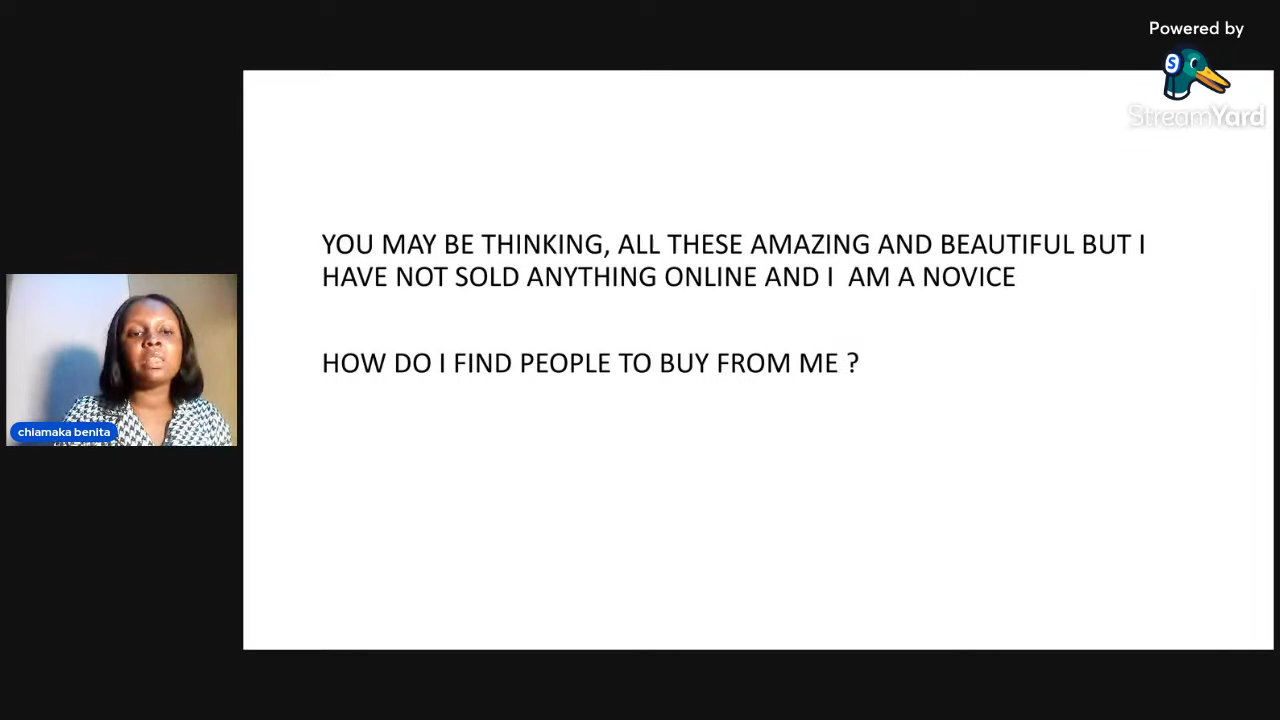 Powered by
S
StreamYard
YOU MAY BE THINKING, ALL THESE AMAZING AND BEAUTIFUL BUT I
HAVE NOT SOLD ANYTHING ONLINE AND I  AM A NOVICE
HOW DO I FIND PEOPLE TO BUY FROM ME ?
chiamaka benita